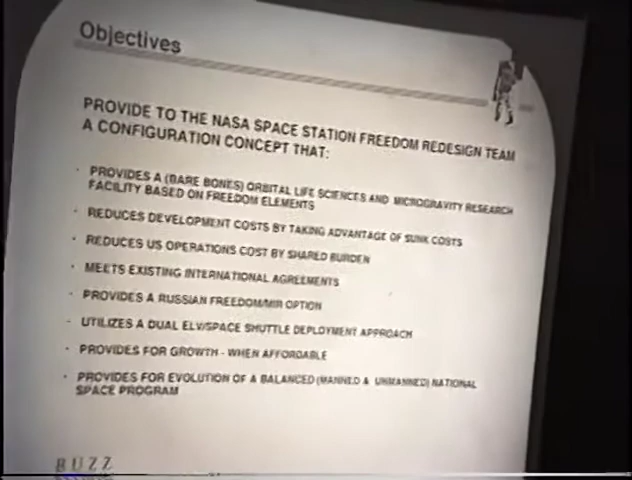 Objectives
PROVIDE TO THE NASA SPACE STATION FREEDOM REDESIGN TEAM
A CONFIGURATION CONCEPT THAT:
· PROVIDES A (BARE BONES) ORBITAL LIFE SCIENCES AND MICROGRAVITY RESEARCH
FACILITY BASED ON FREEDOM ELEMENTS
· REDUCES DEVELOPMENT COSTS BY TAKING ADVANTAGE OF SUNK COSTS
· REDUCES US OPERATIONS COST BY SHARED BURDEN
· MEETS EXISTING INTERNATIONAL AGREEMENTS
· PROVIDES A RUSSIAN FREEDOM/MIR OPTION
· UTILIZES A DUAL ELV/SPACE SHUTTLE DEPLOYMENT APPROACH
· PROVIDES FOR GROWTH - WHEN AFFORDABLE
· PROVIDES FOR EVOLUTION OF A BALANCED (MANNED & UNMANNED) NATIONAL
SPACE PROGRAM
BUZZ